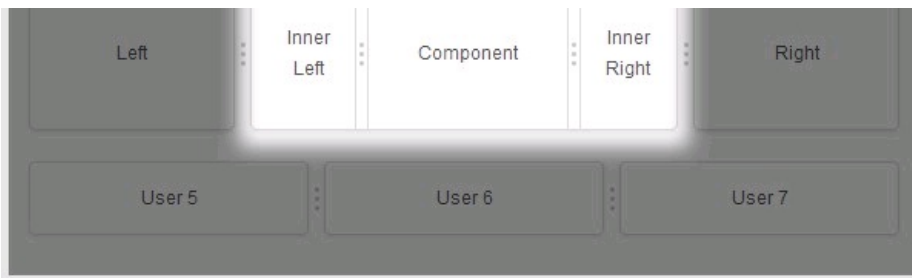 Left
Inner
Left
Component
Inner
Right
Right
User 5
User 6
User 7